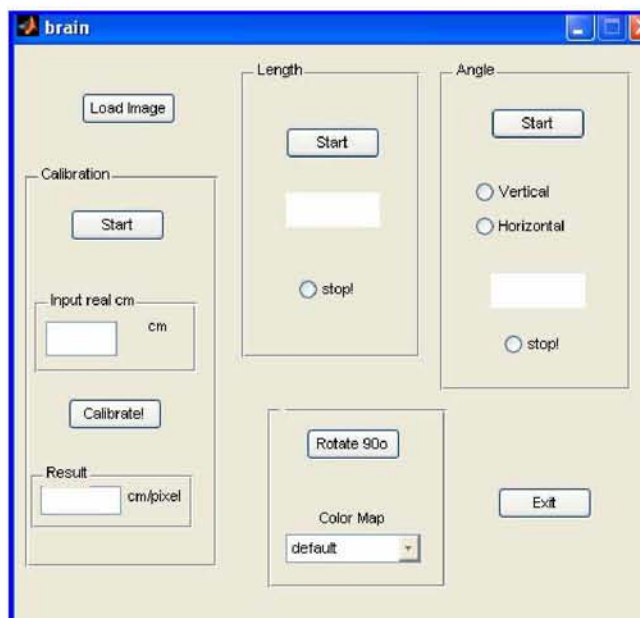 brain
Load Image
Calibration
Start
Input real cm
cm
Calibrate!
Result
cm/pixel
Length
Start
stop!
Angle
Start
Vertical
Horizontal
stop!
Rotate 90o
Color Map
default
Exit